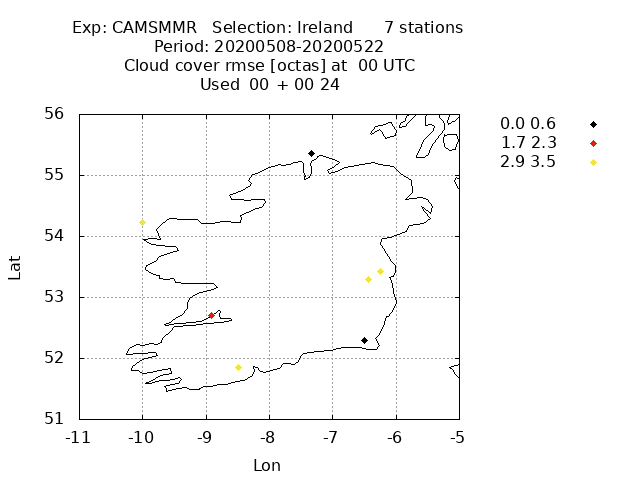 Exp: CAMSMMR   Selection: Ireland      7 stations
Period: 20200508-20200522
Cloud cover rmse [octas] at  00 UTC
Used  00 + 00 24
0.0 0.6
1.7 2.3
2.9 3.5
56
55
54
53
52
51
Lat
-11 -10 -9 -8 -7 -6 -5
Lon